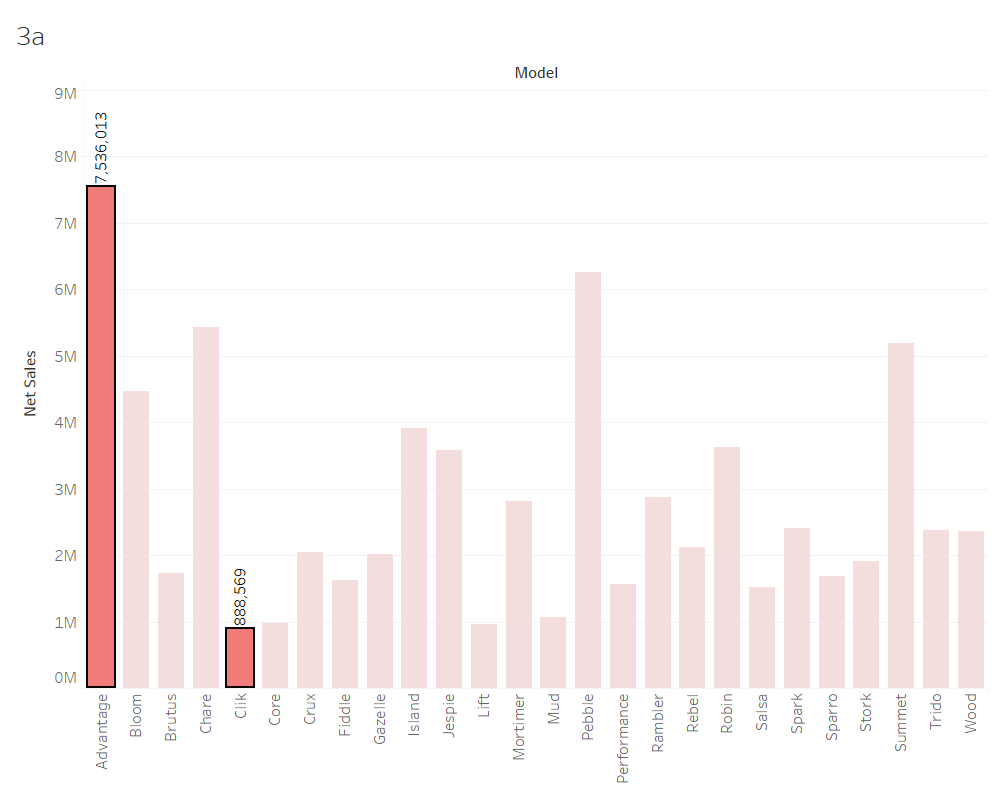 3a
Model
Net Sales
9M
8M
7M
6M
5M
4M
3M
2M
1M
0M
7,536,013
888,569
Advantage
Bloom
Brutus
Chare
Clik
Core
Crux
Fiddle
Gazelle
Island
Jespie
Lift
Mortimer
Mud
Pebble
Performance
Rambler
Rebel
Robin
Salsa
Spark
Sparro
Stork
Summet
Trido
Wood